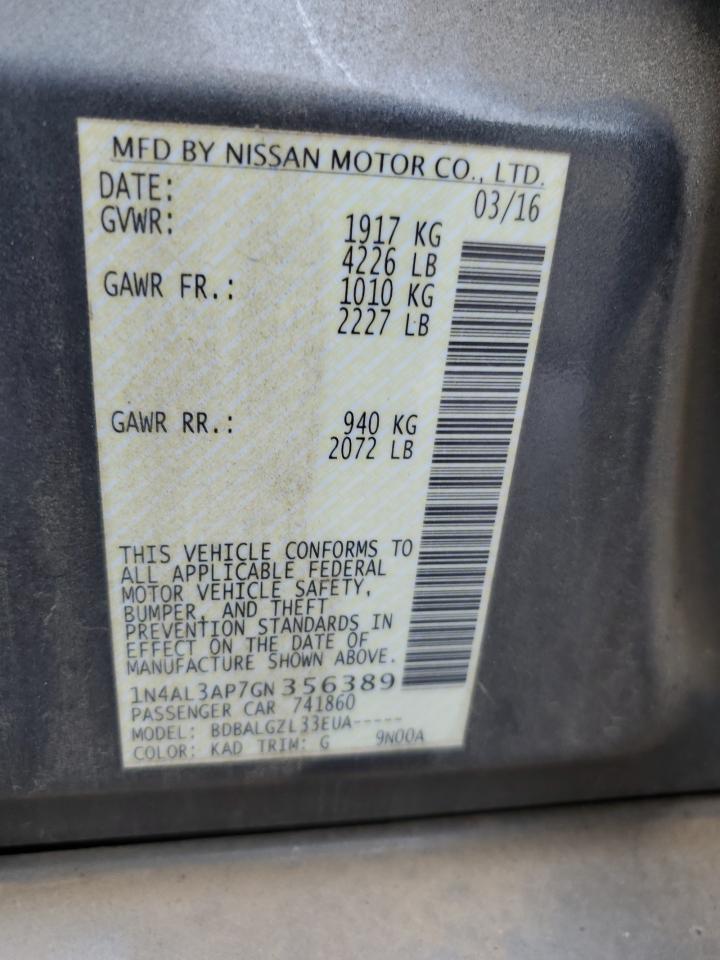 MFD BY NISSAN MOTOR CO., LTD.
DATE: 03/16
GVWR: 1917 KG
4226 LB
GAWR FR.: 1010 KG
2227 LB
GAWR RR.: 940 KG
2072 LB
THIS VEHICLE CONFORMS TO
ALL APPLICABLE FEDERAL
MOTOR VEHICLE SAFETY,
BUMPER, AND THEFT
PREVENTION STANDARDS IN
EFFECT ON THE DATE OF
MANUFACTURE SHOWN ABOVE.
1N4AL3AP7GN356389
PASSENGER CAR 741860
MODEL: BDBALGZL33EUA-----
COLOR: KAD TRIM: G 9N00A